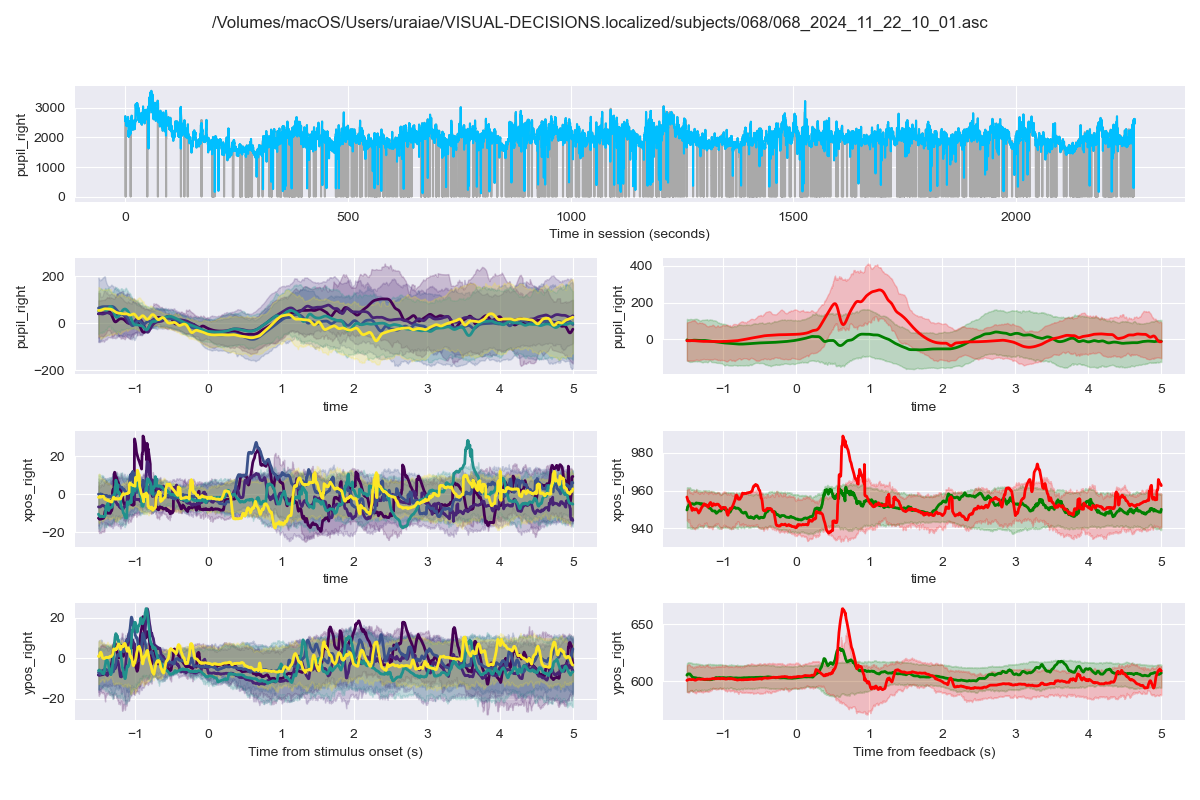 /Volumes/macOS/Users/uraiae/VISUAL-DECISIONS.localized/subjects/068/068_2024_11_22_10_01.asc
pupil_right
3000
2000
1000
0
0 500 1000 1500 2000
Time in session (seconds)
pupil_right
200
0
−200
−1 0 1 2 3 4 5
time
pupil_right
400
200
0
−1 0 1 2 3 4 5
time
xpos_right
20
0
−20
−1 0 1 2 3 4 5
time
xpos_right
980
960
940
−1 0 1 2 3 4 5
time
ypos_right
20
0
−20
−1 0 1 2 3 4 5
Time from stimulus onset (s)
ypos_right
650
600
−1 0 1 2 3 4 5
Time from feedback (s)